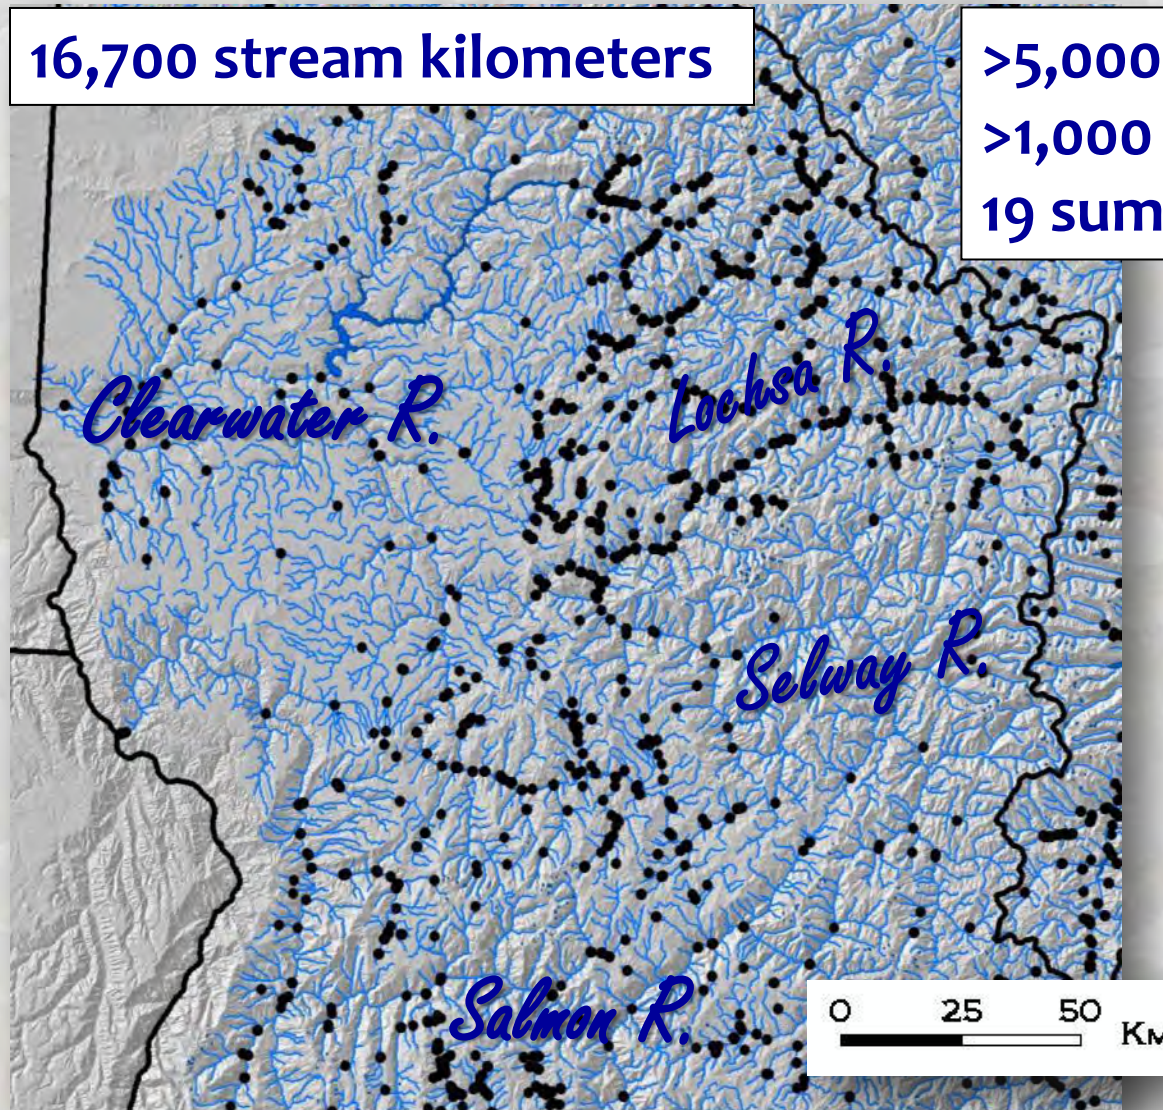 16,700 stream kilometers
>5,000
>1,000
19 sum
Clearwater R.
Lochsa R.
Selway R.
Salmon R.
0 25 50 KM